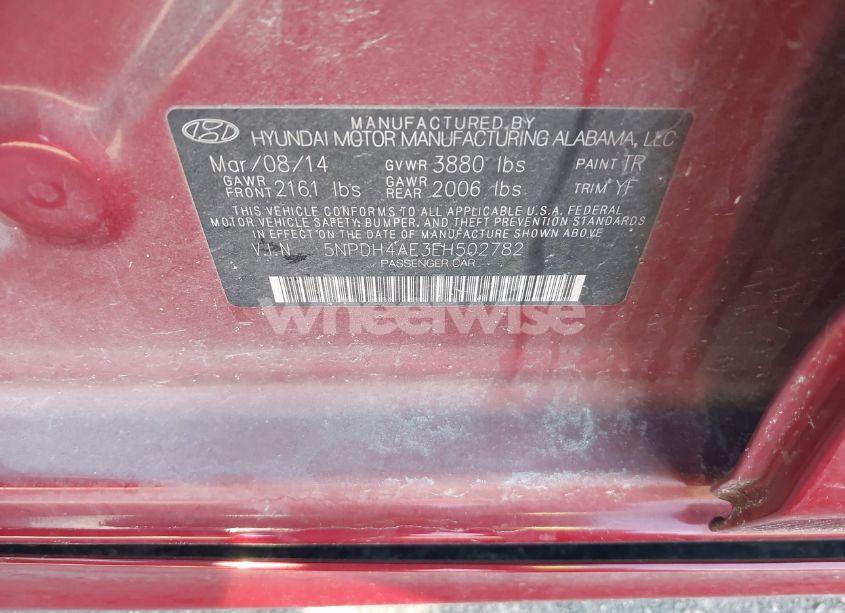 MANUFACTURED BY
HYUNDAI MOTOR MANUFACTURING ALABAMA, LLC
Mar/08/14 GVWR 3880 lbs PAINT TR
GAWR FRONT 2161 lbs GAWR REAR 2006 lbs TRIM YF
THIS VEHICLE CONFORMS TO ALL APPLICABLE U.S.A. FEDERAL
MOTOR VEHICLE SAFETY, BUMPER, AND THEFT PREVENTION STANDARDS
IN EFFECT ON THE DATE OF MANUFACTURE SHOWN ABOVE.
V.I.N 5NPDH4AE3EH502782
PASSENGER CAR
wheelwise